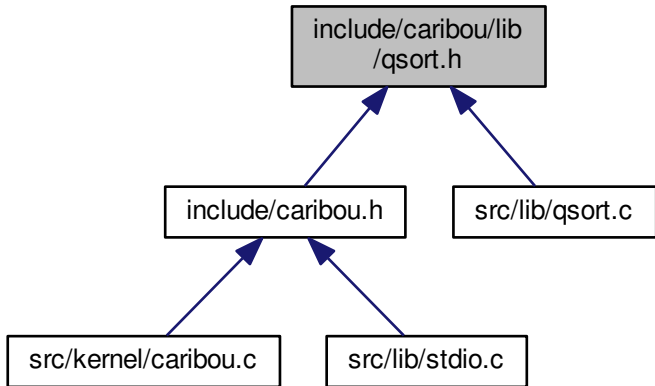 include/caribou/lib
/qsort.h
include/caribou.h
src/lib/qsort.c
src/kernel/caribou.c
src/lib/stdio.c